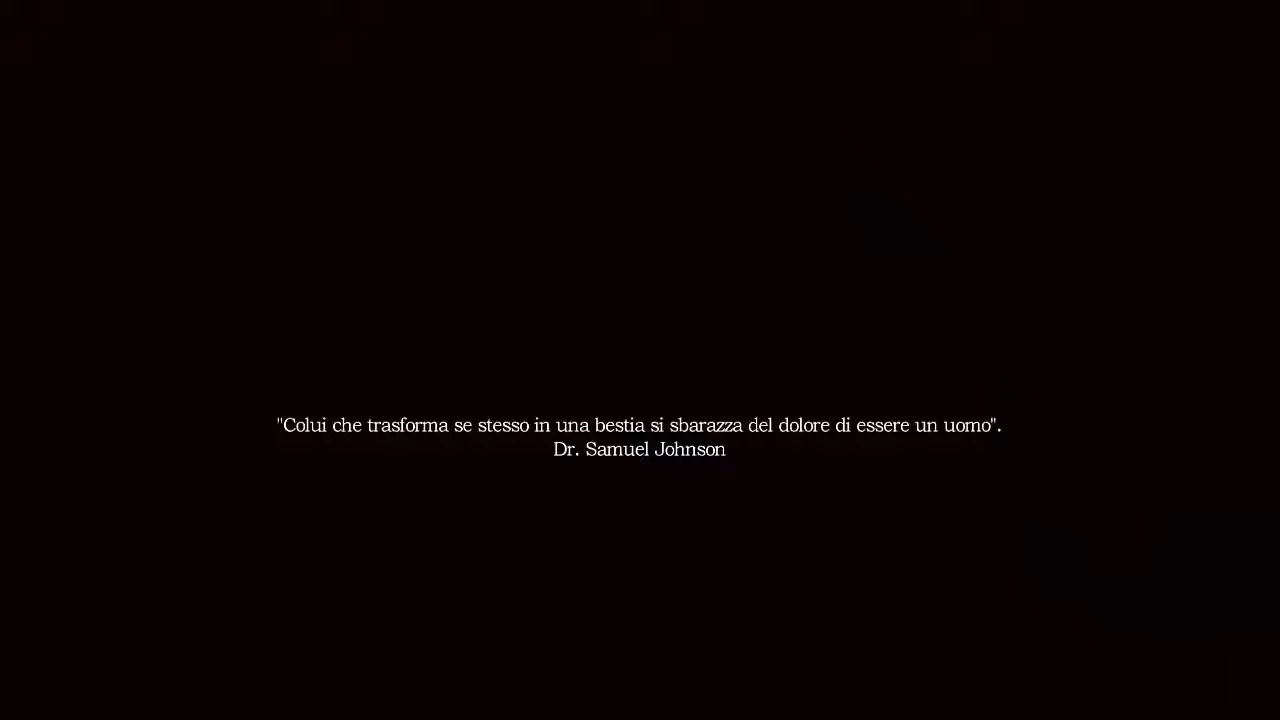 "Colui che trasforma se stesso in una bestia si sbarazza del dolore di essere un uomo".
Dr. Samuel Johnson